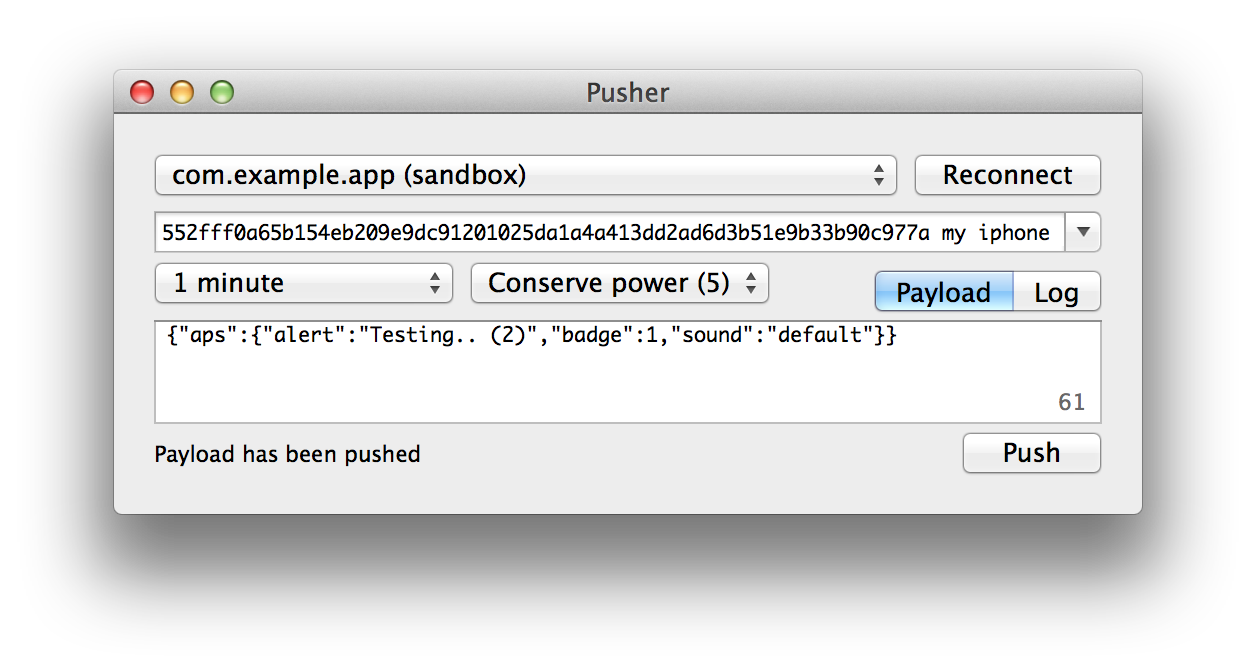 Pusher
com.example.app (sandbox)
Reconnect
552fff0a65b154eb209e9dc91201025da1a4a413dd2ad6d3b51e9b33b90c977a my iphone
1 minute
Conserve power (5)
Payload
Log
{"aps":{"alert":"Testing.. (2)","badge":1,"sound":"default"}}
61
Payload has been pushed
Push